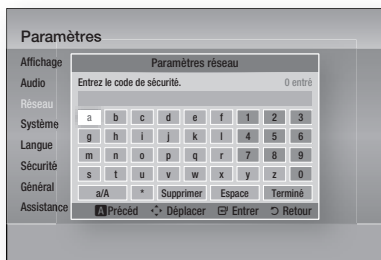 Paramètres
Affichage
Audio
Réseau
Système
Langue
Sécurité
Général
Assistance
Paramètres réseau
Entrez le code de sécurité. 0 entré
a b c d e f 1 2 3
g h i j k l 4 5 6
m n o p q r 7 8 9
s t u v w x y z 0
a/A * Supprimer Espace Terminé
A Précéd Déplacer Entrer Retour